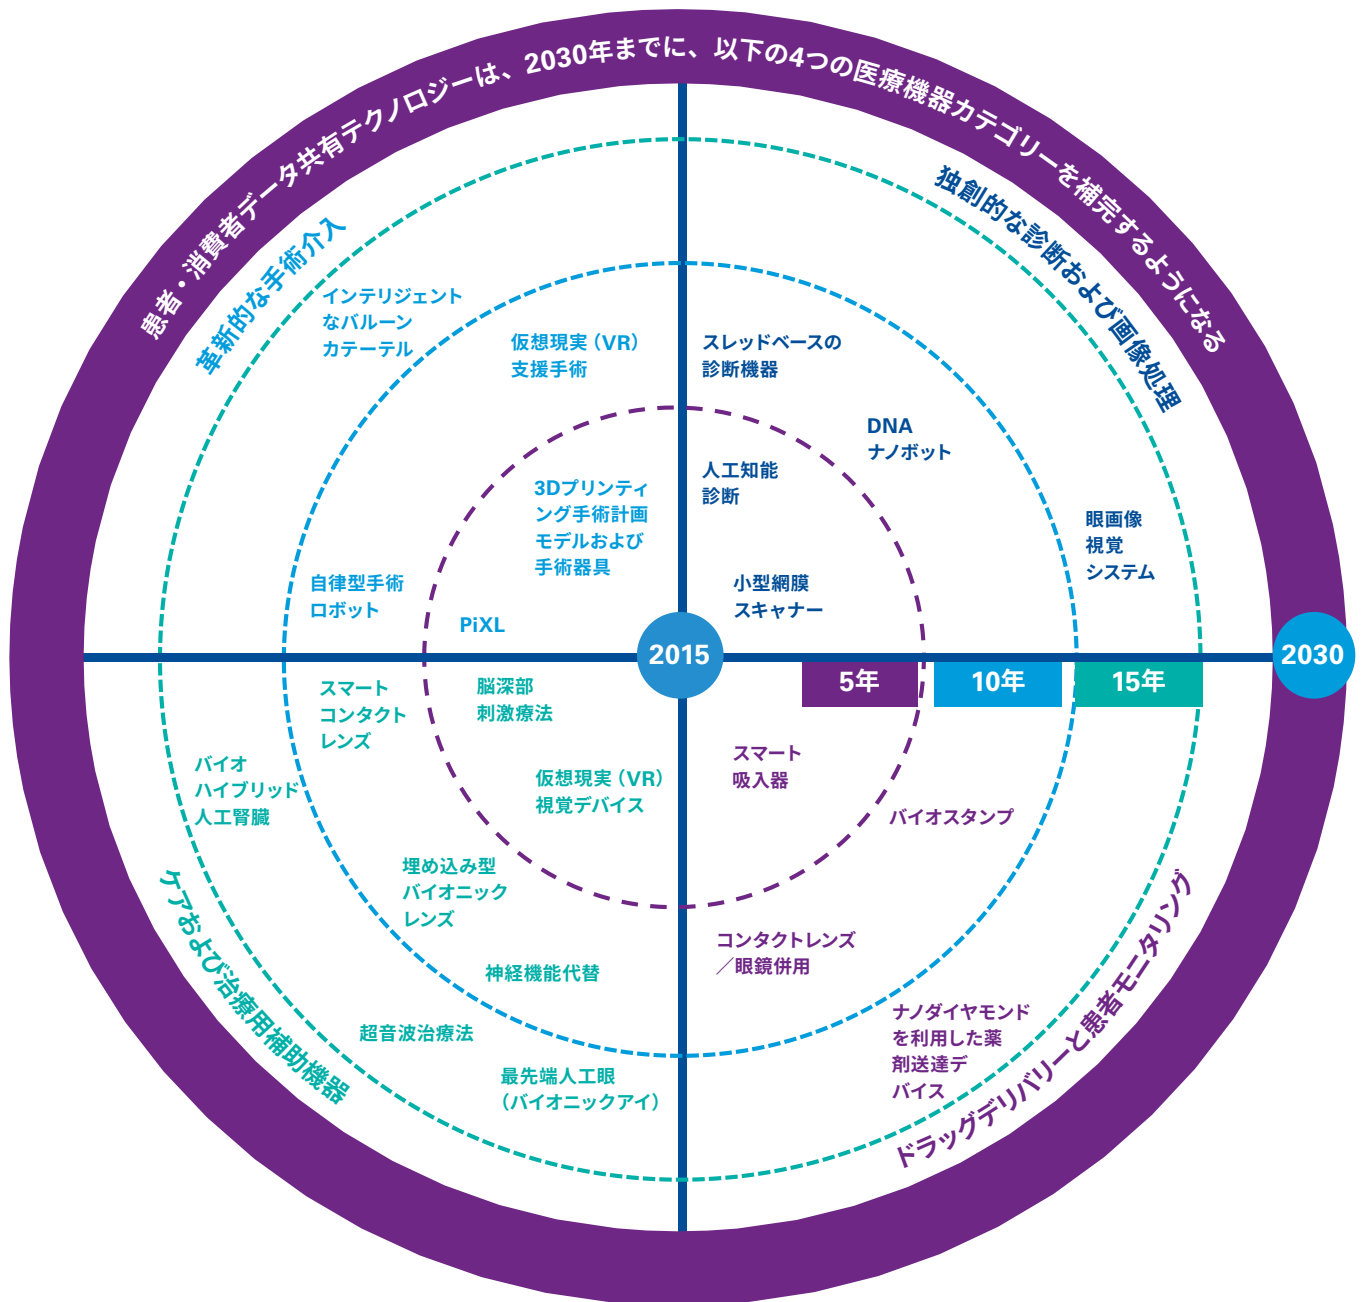 患者・消費者データ共有テクノロジーは、2030年までに、以下の4つの医療機器カテゴリーを補完するようになる
革新的な手術介入
インテリジェント
なバルーン
カテーテル
仮想現実（VR）
支援手術
3Dプリンティ
ング手術計画
モデルおよび
手術器具
自律型手術
ロボット
PiXL
独創的な診断および画像処理
スレッドベースの
診断機器
DNA
ナノボット
人工知能
診断
眼画像
視覚
システム
小型網膜
スキャナー
2015
2030
5年
10年
15年
スマート
コンタクト
レンズ
脳深部
刺激療法
バイオ
ハイブリッド
人工腎臓
仮想現実（VR）
視覚デバイス
埋め込み型
バイオニック
レンズ
神経機能代替
超音波治療法
最先端人工眼
（バイオニックアイ）
ケアおよび治療用補助機器
スマート
吸入器
バイオスタンプ
コンタクトレンズ
／眼鏡併用
ナノダイヤモンド
を利用した薬
剤送達デ
バイス
ドラッグデリバリーと患者モニタリング